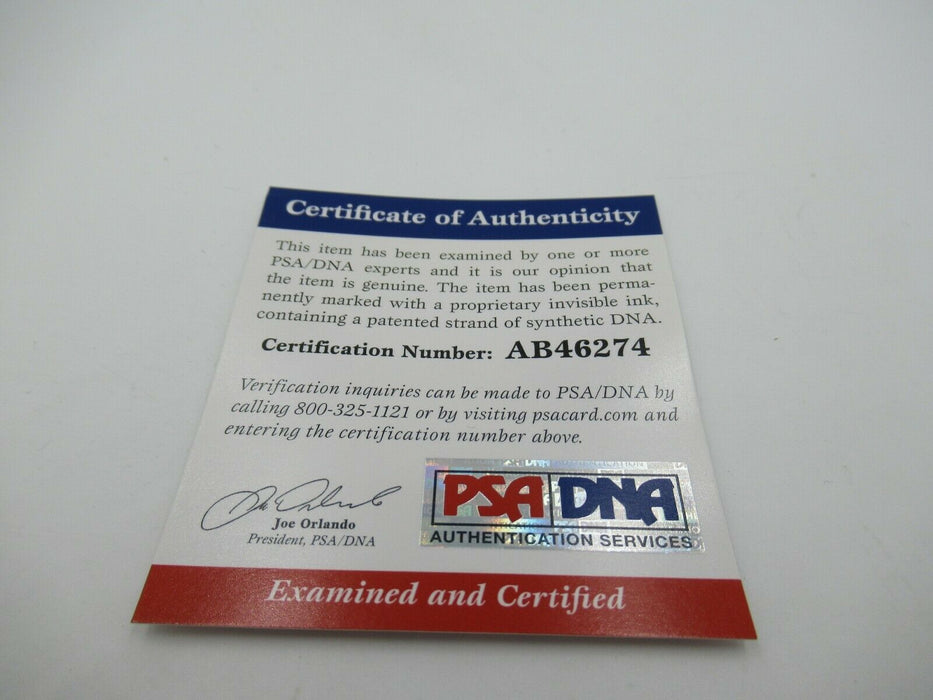 Certificate of Authenticity
This item has been examined by one or more
PSA/DNA experts and it is our opinion that
the item is genuine. The item has been perma-
nently marked with a proprietary invisible ink,
containing a patented strand of synthetic DNA.
Certification Number: AB46274
Verification inquiries can be made to PSA/DNA by
calling 800-325-1121 or by visiting psacard.com and
entering the certification number above.
Joe Orlando
President, PSA/DNA
PSA DNA
AUTHENTICATION SERVICES
Examined and Certified